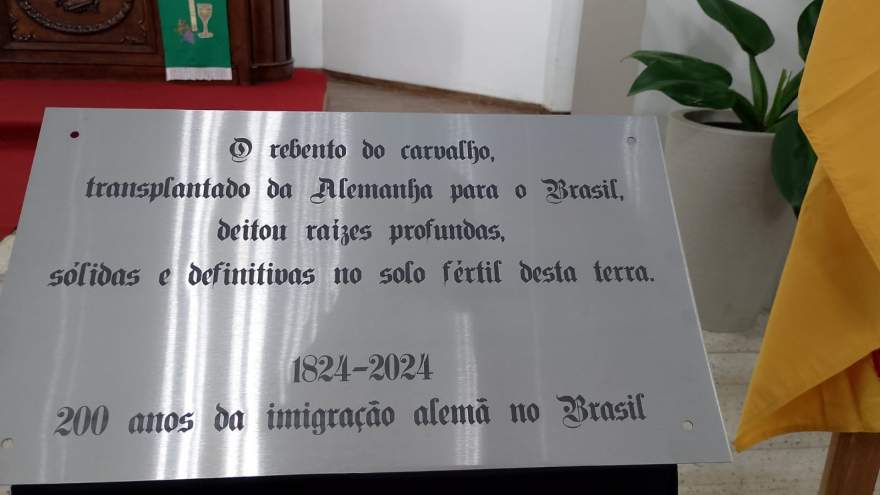 O rebento do carvalho,
transplantado da Alemanha para o Brasil,
deitou raízes profundas,
sólidas e definitivas no solo fértil desta terra.
1824-2024
200 anos da imigração alemã no Brasil